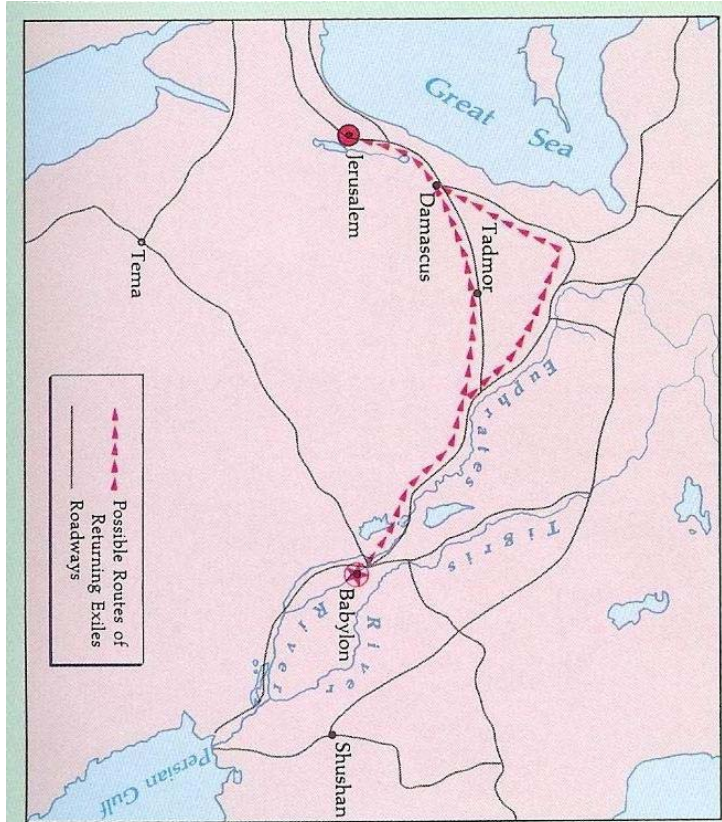 Great Sea
Jerusalem
Damascus
Tadmor
Tema
Euphrates
River
Tigris
River
Babylon
Shushan
Persian Gulf
Possible Routes of
Returning Exiles
Roadways